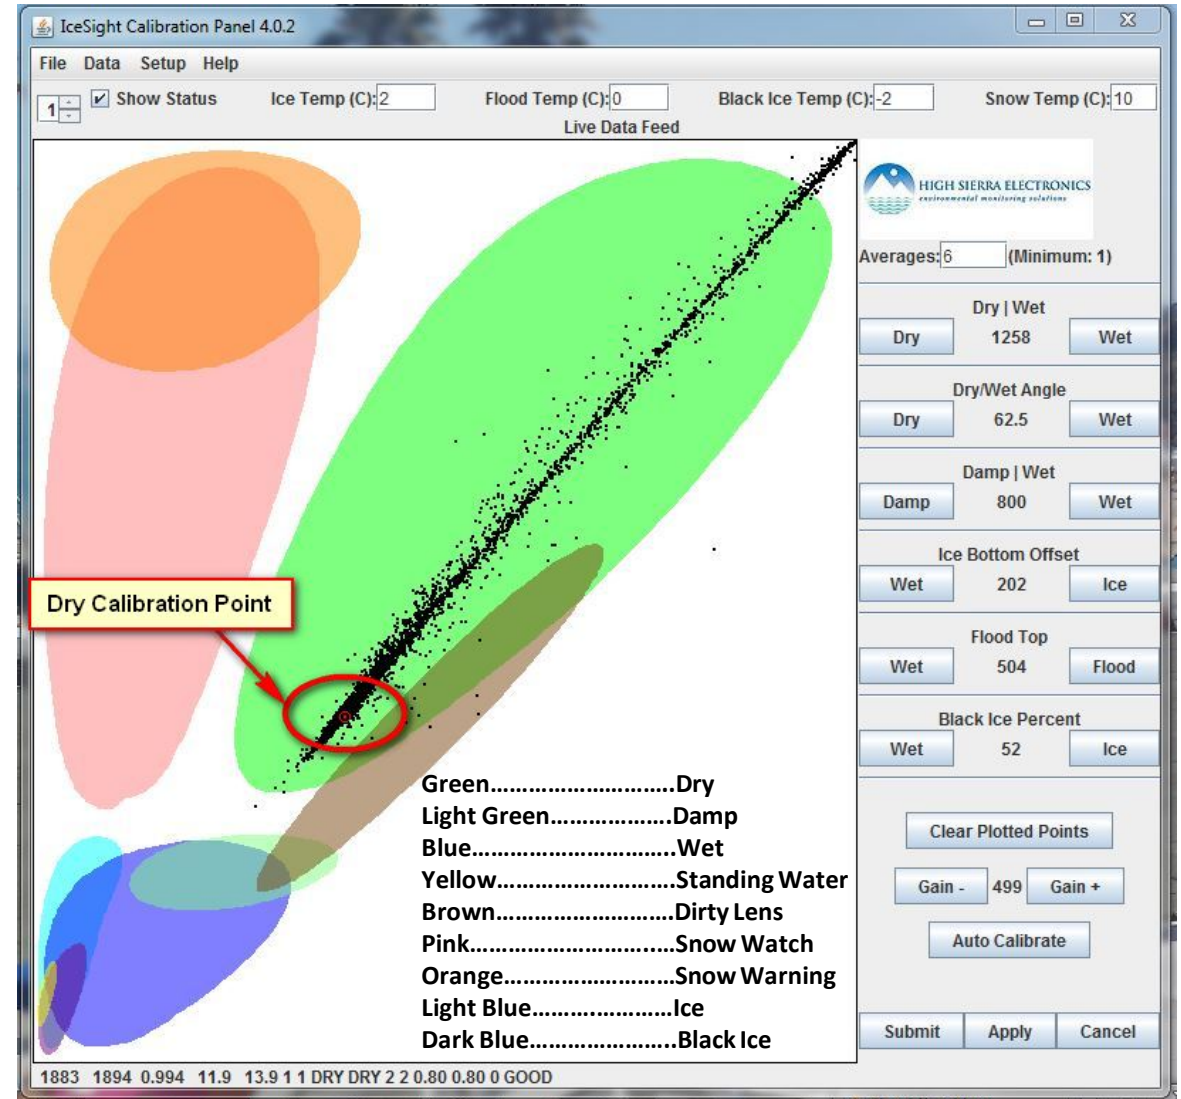 IceSight Calibration Panel 4.0.2
File Data Setup Help
1 Show Status Ice Temp (C): 2 Flood Temp (C): 0 Black Ice Temp (C): -2 Snow Temp (C): 10
Live Data Feed
HIGH SIERRA ELECTRONICS
environmental monitoring solutions
Averages: 6 (Minimum: 1)
Dry | Wet
Dry 1258 Wet
Dry/Wet Angle
Dry 62.5 Wet
Damp | Wet
Damp 800 Wet
Ice Bottom Offset
Wet 202 Ice
Flood Top
Wet 504 Flood
Black Ice Percent
Wet 52 Ice
Clear Plotted Points
Gain - 499 Gain +
Auto Calibrate
Submit Apply Cancel
Dry Calibration Point
Green...........................Dry
Light Green...................Damp
Blue..............................Wet
Yellow...........................Standing Water
Brown...........................Dirty Lens
Pink..............................Snow Watch
Orange.........................Snow Warning
Light Blue.....................Ice
Dark Blue......................Black Ice
1883 1894 0.994 11.9 13.9 1 1 DRY DRY 2 2 0.80 0.80 0 GOOD